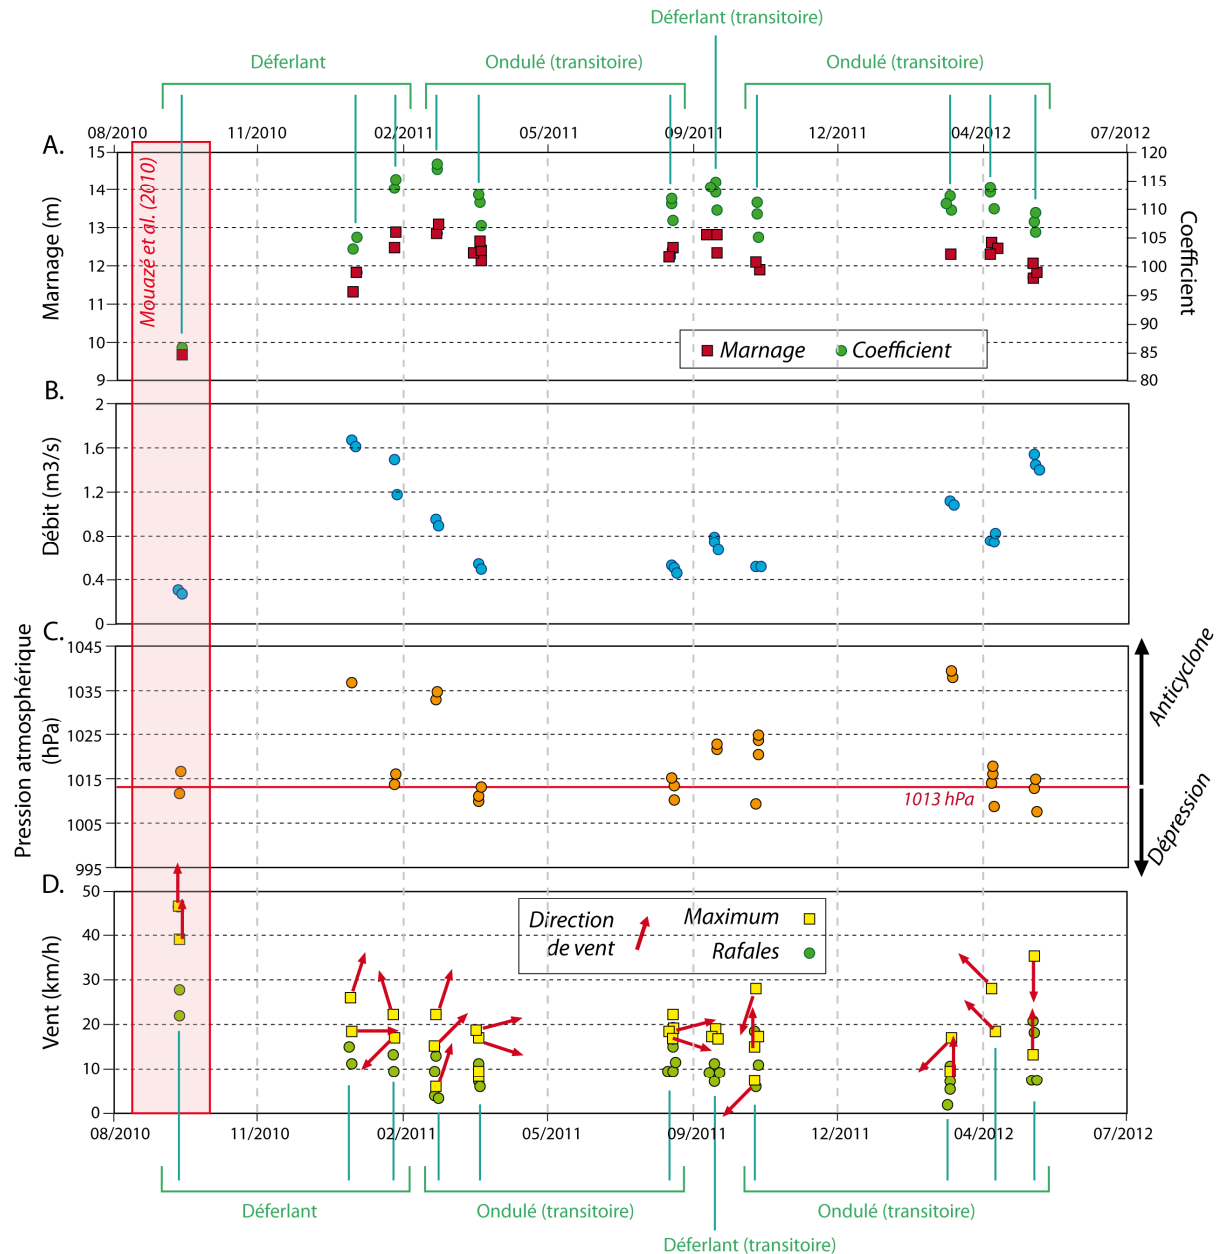 Déferlant (transitoire)
Déferlant
Ondulé (transitoire)
Ondulé (transitoire)
08/2010
11/2010
02/2011
05/2011
09/2011
12/2011
04/2012
07/2012
A.
Marnage (m)
15
14
13
12
11
10
9
Mouazé et al. (2010)
Marnage
Coefficient
120
115
110
105
100
95
90
85
80
Coefficient
B.
Débit (m3/s)
2
1.6
1.2
0.8
0.4
0
C.
Pression atmosphérique
(hPa)
1045
1035
1025
1015
1005
995
1013 hPa
Anticyclone
Dépression
D.
Vent (km/h)
50
40
30
20
10
0
Direction
de vent
Maximum
Rafales
08/2010
11/2010
02/2011
05/2011
09/2011
12/2011
04/2012
07/2012
Déferlant
Ondulé (transitoire)
Ondulé (transitoire)
Déferlant (transitoire)